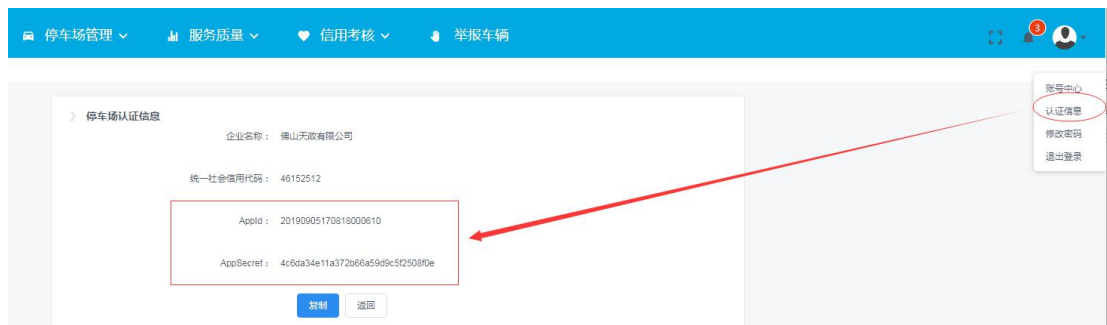 停车场管理 服务质量 信用考核 举报车辆 3
账号中心
认证信息
修改密码
退出登录
停车场认证信息
企业名称： 佛山天政有限公司
统一社会信用代码： 46152512
AppId： 20190905170818000610
AppSecret： 4c6da34e11a372b66a59d9c5f2508f0e
复制 返回